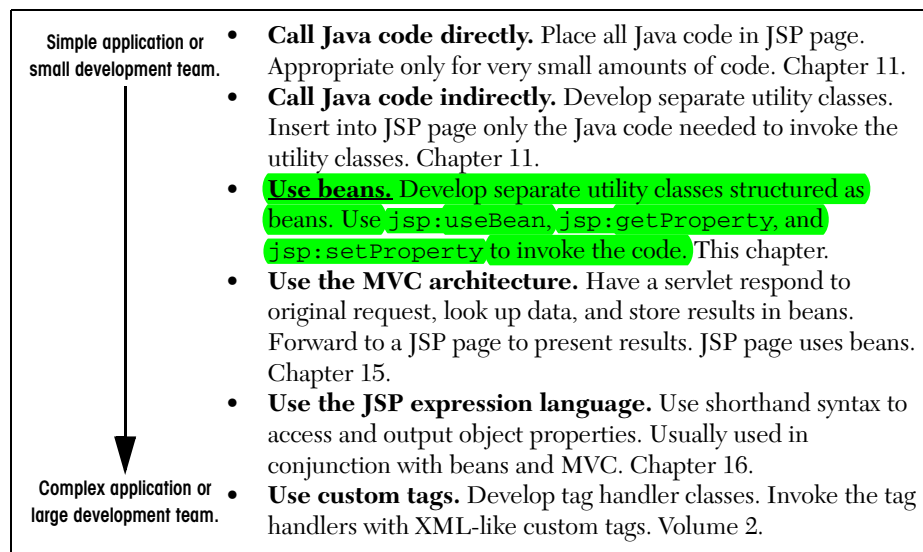 Simple application or
small development team.
• Call Java code directly. Place all Java code in JSP page.
Appropriate only for very small amounts of code. Chapter 11.
• Call Java code indirectly. Develop separate utility classes.
Insert into JSP page only the Java code needed to invoke the
utility classes. Chapter 11.
• Use beans. Develop separate utility classes structured as
beans. Use jsp:useBean, jsp:getProperty, and
jsp:setProperty to invoke the code. This chapter.
• Use the MVC architecture. Have a servlet respond to
original request, look up data, and store results in beans.
Forward to a JSP page to present results. JSP page uses beans.
Chapter 15.
• Use the JSP expression language. Use shorthand syntax to
access and output object properties. Usually used in
conjunction with beans and MVC. Chapter 16.
Complex application or
large development team.
• Use custom tags. Develop tag handler classes. Invoke the tag
handlers with XML-like custom tags. Volume 2.